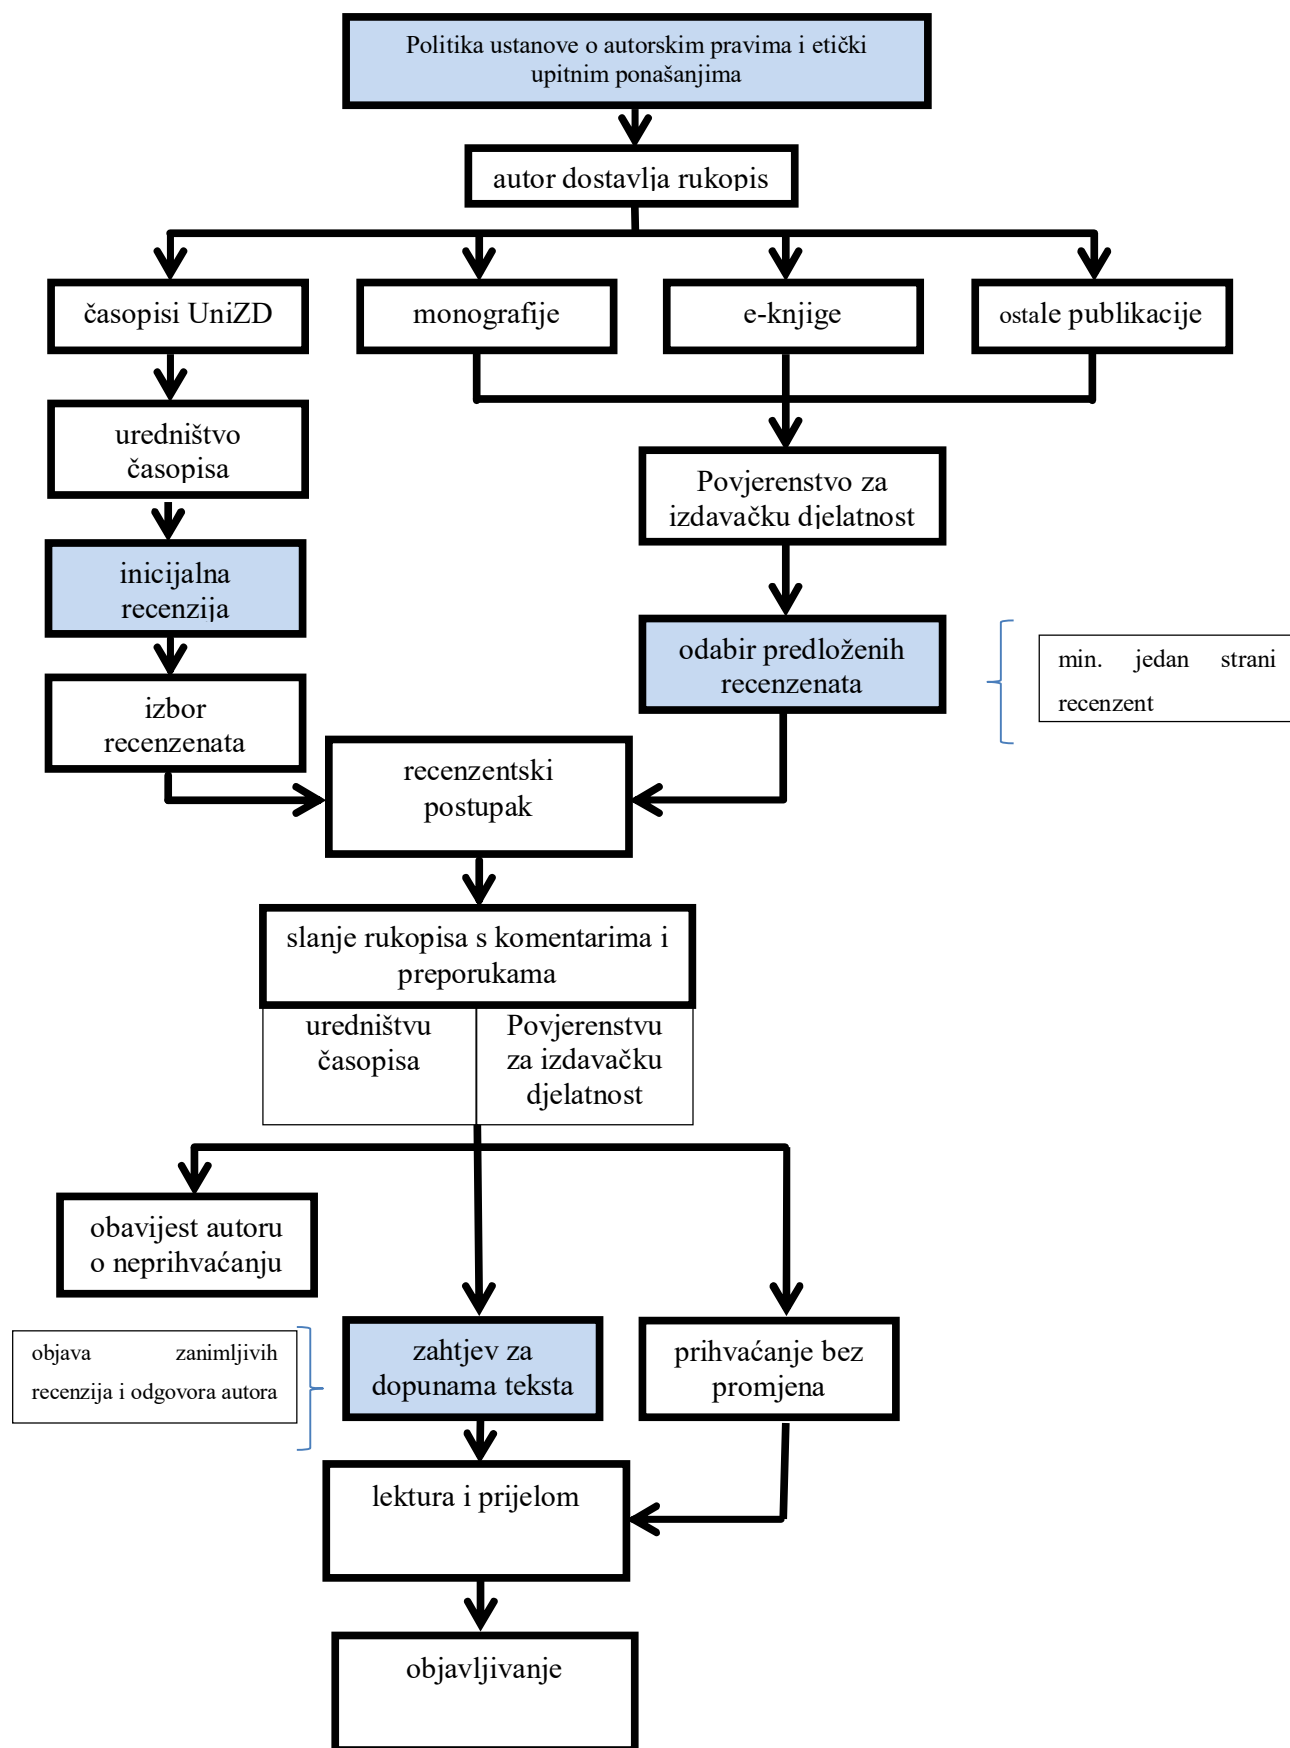 Politika ustanove o autorskim pravima i etički
upitnim ponašanjima
autor dostavlja rukopis
časopisi UniZD
monografije
e-knjige
ostale publikacije
uredništvo
časopisa
Povjerenstvo za
izdavačku djelatnost
inicijalna
recenzija
odabir predloženih
recenzenata
min. jedan strani
recenzent
izbor
recenzenata
recenzentski
postupak
slanje rukopisa s komentarima i
preporukama
uredništvu
časopisa
Povjerenstvu
za izdavačku
djelatnost
obavijest autoru
o neprihvaćanju
objava zanimljivih
recenzija i odgovora autora
zahtjev za
dopunama teksta
prihvaćanje bez
promjena
lektura i prijelom
objavljivanje